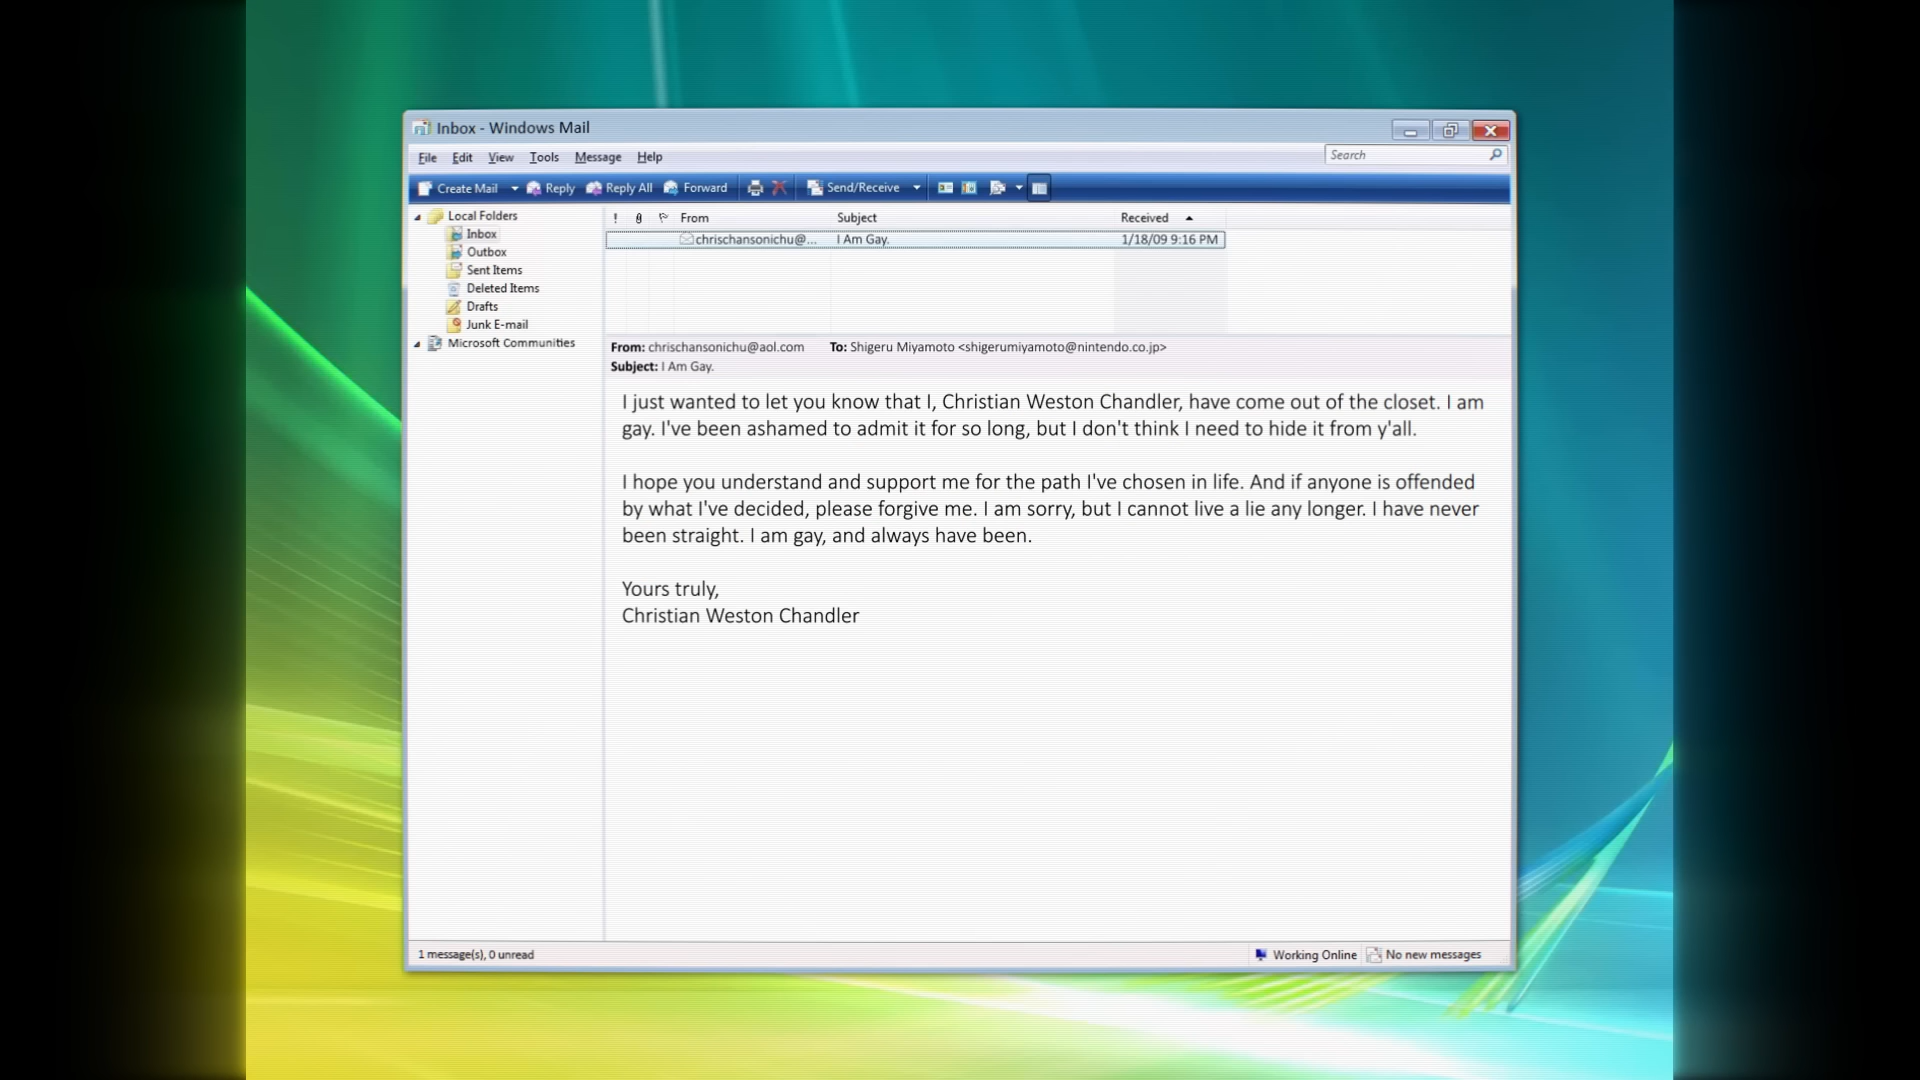 Inbox - Windows Mail
File Edit View Tools Message Help
Search
Create Mail Reply Reply All Forward Send/Receive
Local Folders
Inbox
Outbox
Sent Items
Deleted Items
Drafts
Junk E-mail
Microsoft Communities
! From Subject Received
chrischansonichu@... I Am Gay. 1/18/09 9:16 PM
From: chrischansonichu@aol.com To: Shigeru Miyamoto <shigerumiyamoto@nintendo.co.jp>
Subject: I Am Gay.
I just wanted to let you know that I, Christian Weston Chandler, have come out of the closet. I am
gay. I've been ashamed to admit it for so long, but I don't think I need to hide it from y'all.
I hope you understand and support me for the path I've chosen in life. And if anyone is offended
by what I've decided, please forgive me. I am sorry, but I cannot live a lie any longer. I have never
been straight. I am gay, and always have been.
Yours truly,
Christian Weston Chandler
1 message(s), 0 unread
Working Online No new messages